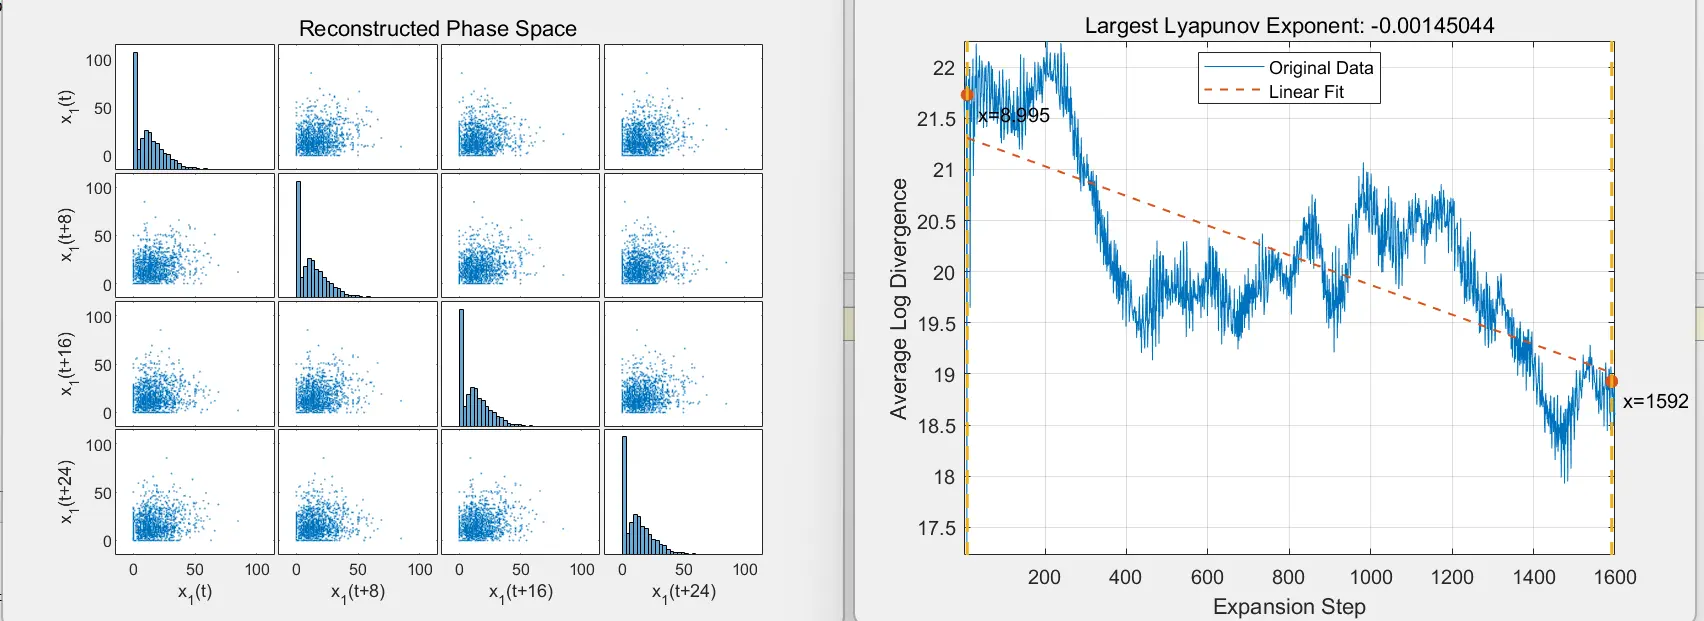 Reconstructed Phase Space
x1(t)
100
50
0
x1(t+8)
100
50
0
x1(t+16)
100
50
0
x1(t+24)
100
50
0
0 50 100 0 50 100 0 50 100 0 50 100
x1(t) x1(t+8) x1(t+16) x1(t+24)
Largest Lyapunov Exponent: -0.00145044
Original Data
Linear Fit
x=8.995
x=1592
Average Log Divergence
22
21.5
21
20.5
20
19.5
19
18.5
18
17.5
200 400 600 800 1000 1200 1400 1600
Expansion Step